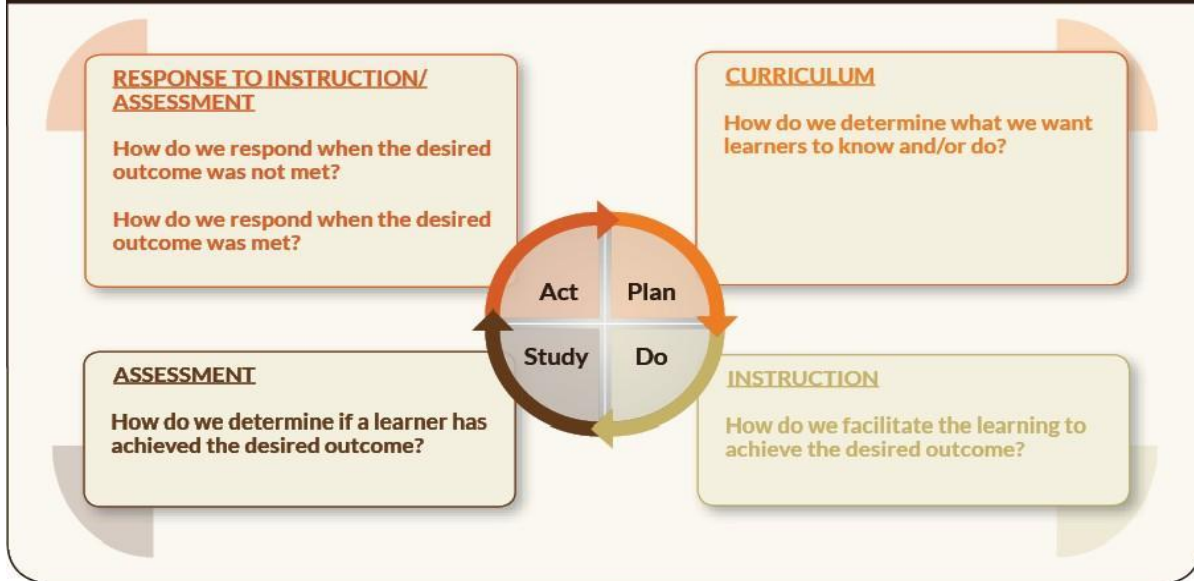 RESPONSE TO INSTRUCTION/
ASSESSMENT
How do we respond when the desired
outcome was not met?
How do we respond when the desired
outcome was met?
CURRICULUM
How do we determine what we want
learners to know and/or do?
Act
Plan
Study
Do
ASSESSMENT
How do we determine if a learner has
achieved the desired outcome?
INSTRUCTION
How do we facilitate the learning to
achieve the desired outcome?